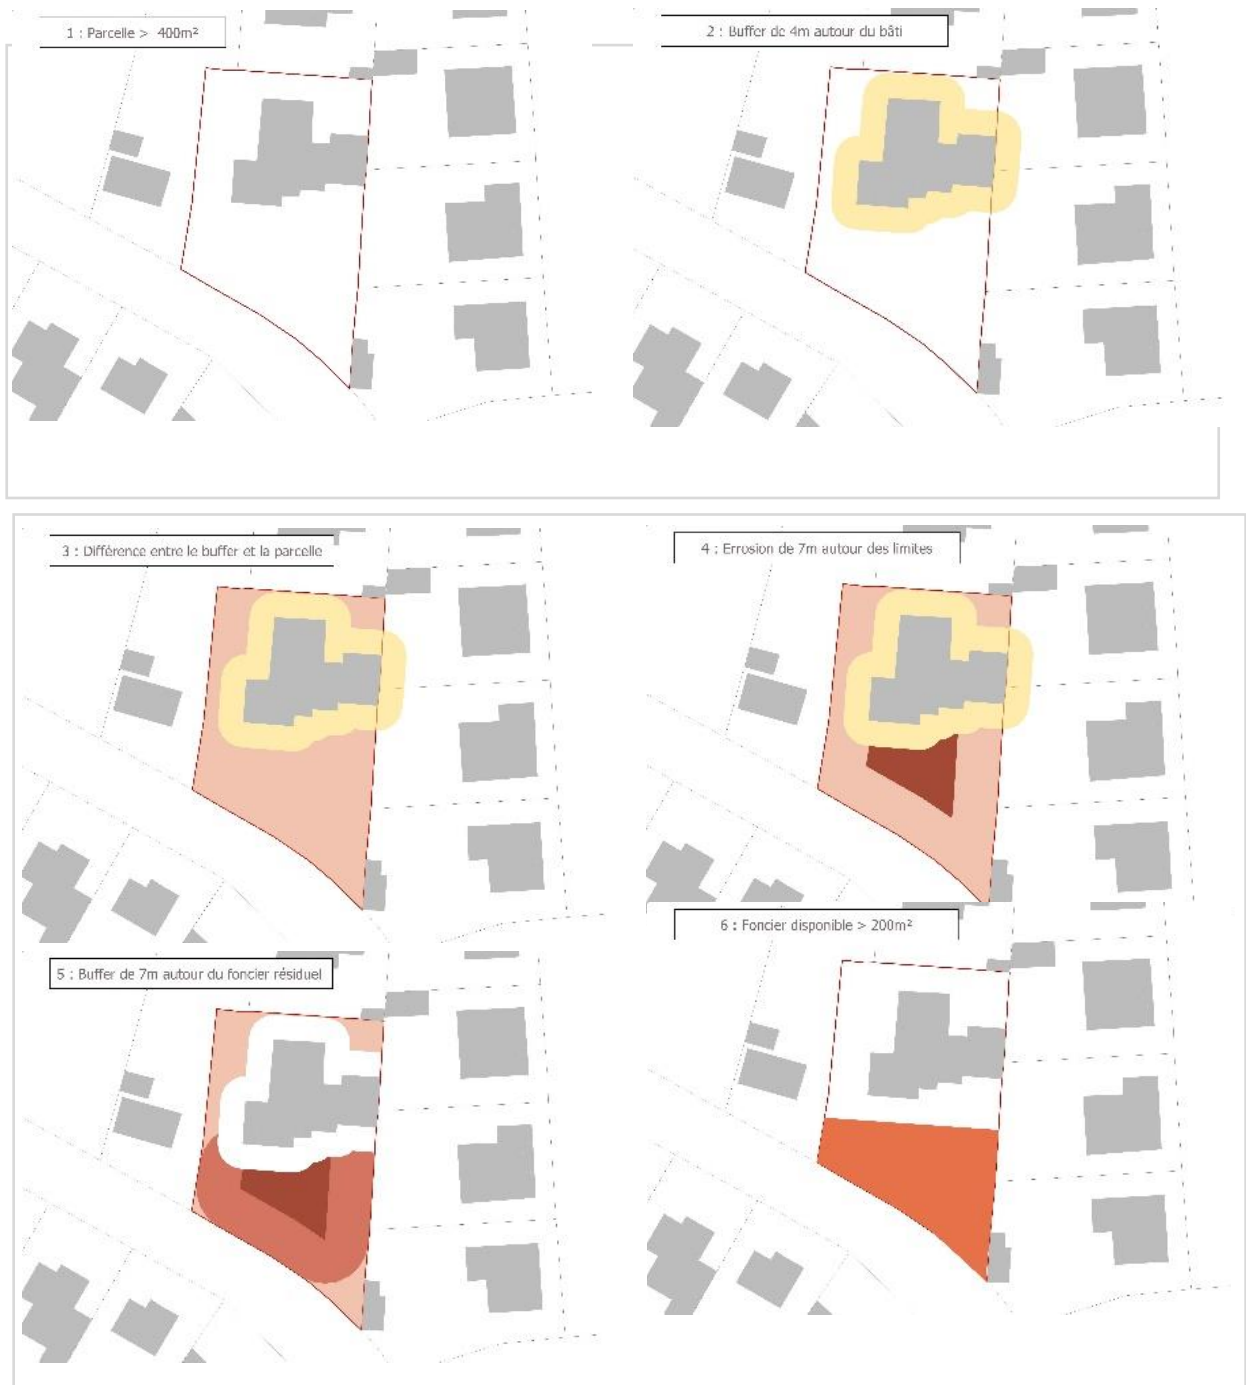 1 : Parcelle > 400m²
2 : Buffer de 4m autour du bâti
3 : Différence entre le buffer et la parcelle
4 : Errosion de 7m autour des limites
5 : Buffer de 7m autour du foncier résiduel
6 : Foncier disponible > 200m²